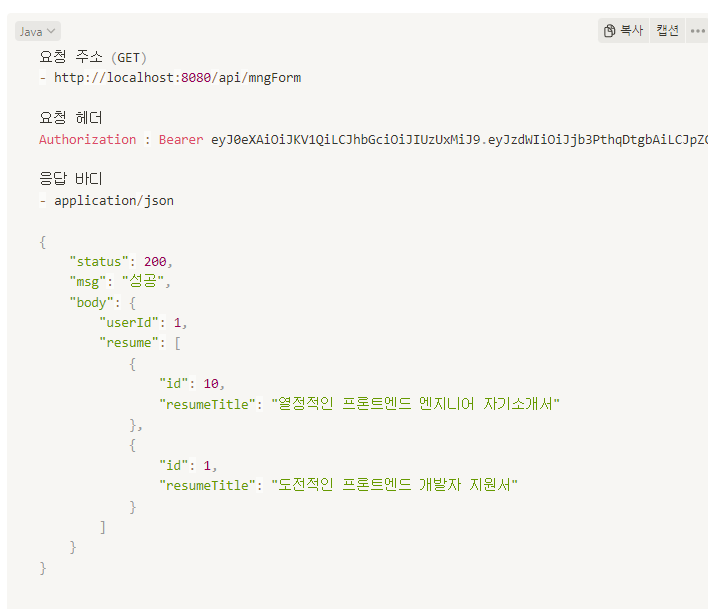 Java
복사 캡션
요청 주소 (GET)
- http://localhost:8080/api/mngForm
요청 헤더
Authorization : Bearer eyJ0eXAiOiJKV1QiLCJhbGciOiJIUzUxMiJ9.eyJzdWIiOiJjb3PthqDtgbAiLCJpZC
응답 바디
- application/json
{
"status": 200,
"msg": "성공",
"body": {
"userId": 1,
"resume": [
{
"id": 10,
"resumeTitle": "열정적인 프론트엔드 엔지니어 자기소개서"
},
{
"id": 1,
"resumeTitle": "도전적인 프론트엔드 개발자 지원서"
}
]
}
}